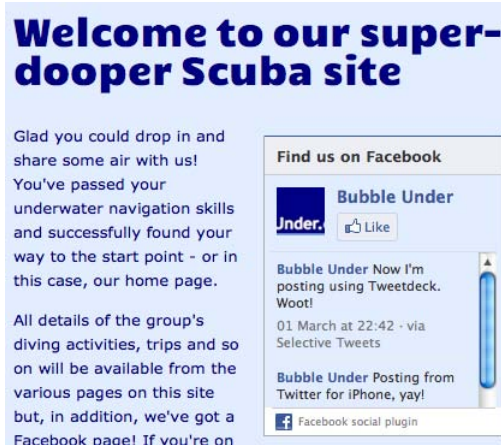 Welcome to our super-
dooper Scuba site
Glad you could drop in and
share some air with us!
You've passed your
underwater navigation skills
and successfully found your
way to the start point - or in
this case, our home page.
All details of the group's
diving activities, trips and so
on will be available from the
various pages on this site
but, in addition, we've got a
Facebook page! If you're on
Find us on Facebook
Under.
Bubble Under
Like
Bubble Under Now I'm
posting using Tweetdeck.
Woot!
01 March at 22:42 · via
Selective Tweets
Bubble Under Posting from
Twitter for iPhone, yay!
Facebook social plugin